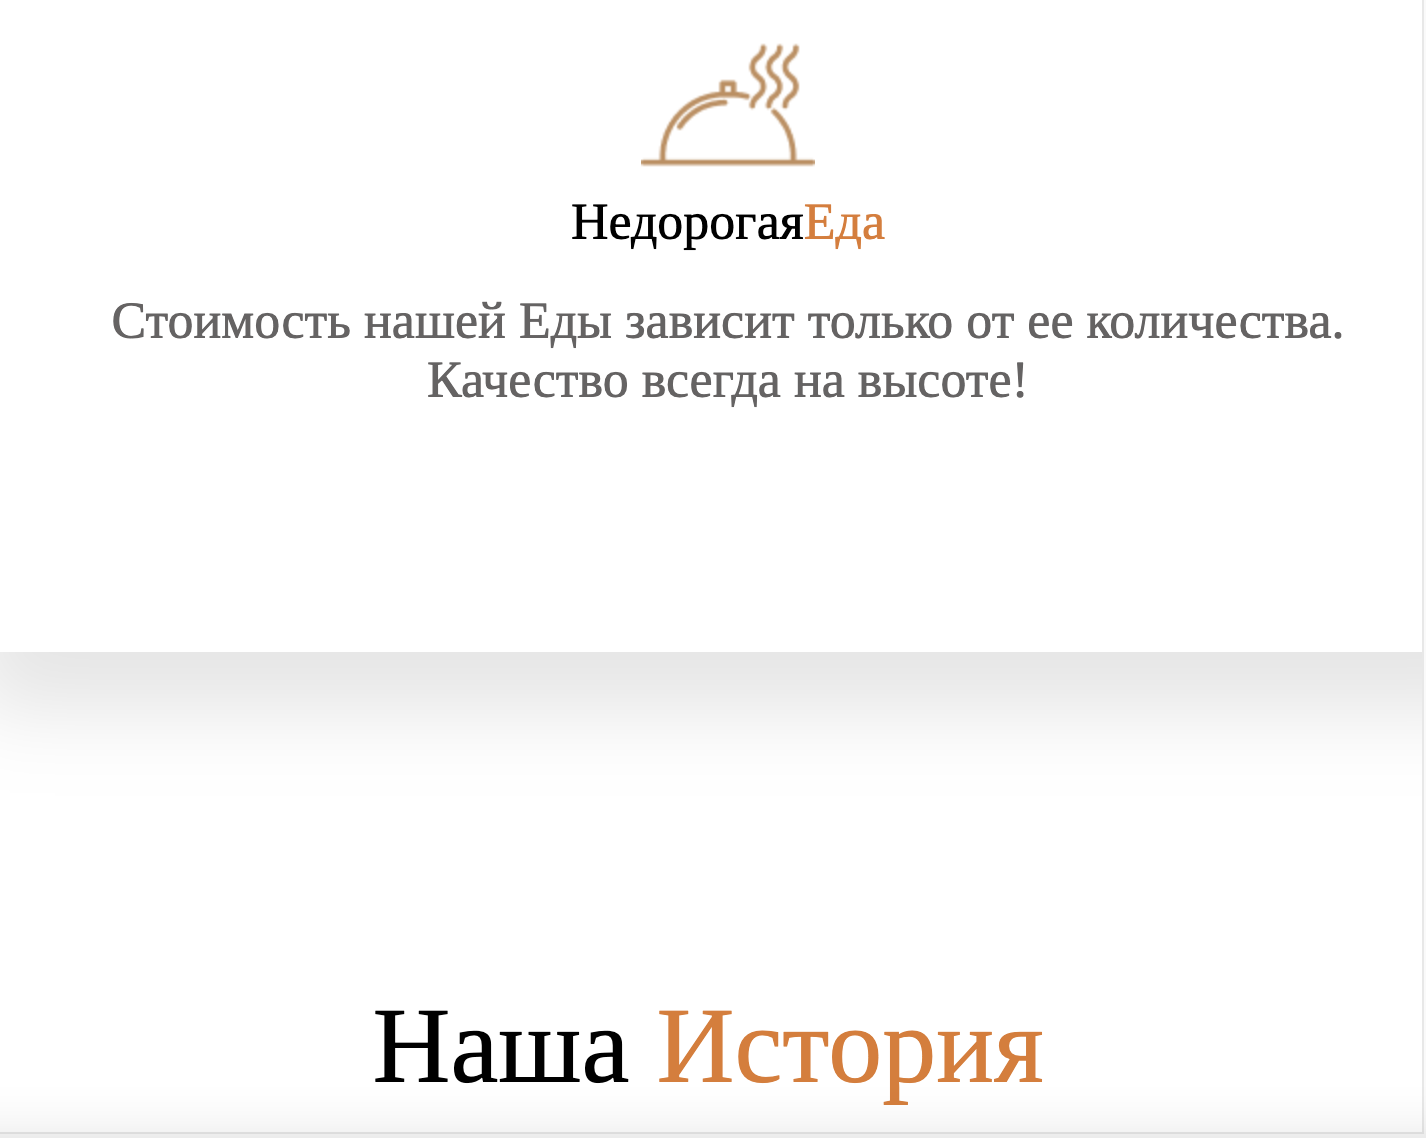 НедорогаяЕда
Стоимость нашей Еды зависит только от ее количества.
Качество всегда на высоте!
Наша История